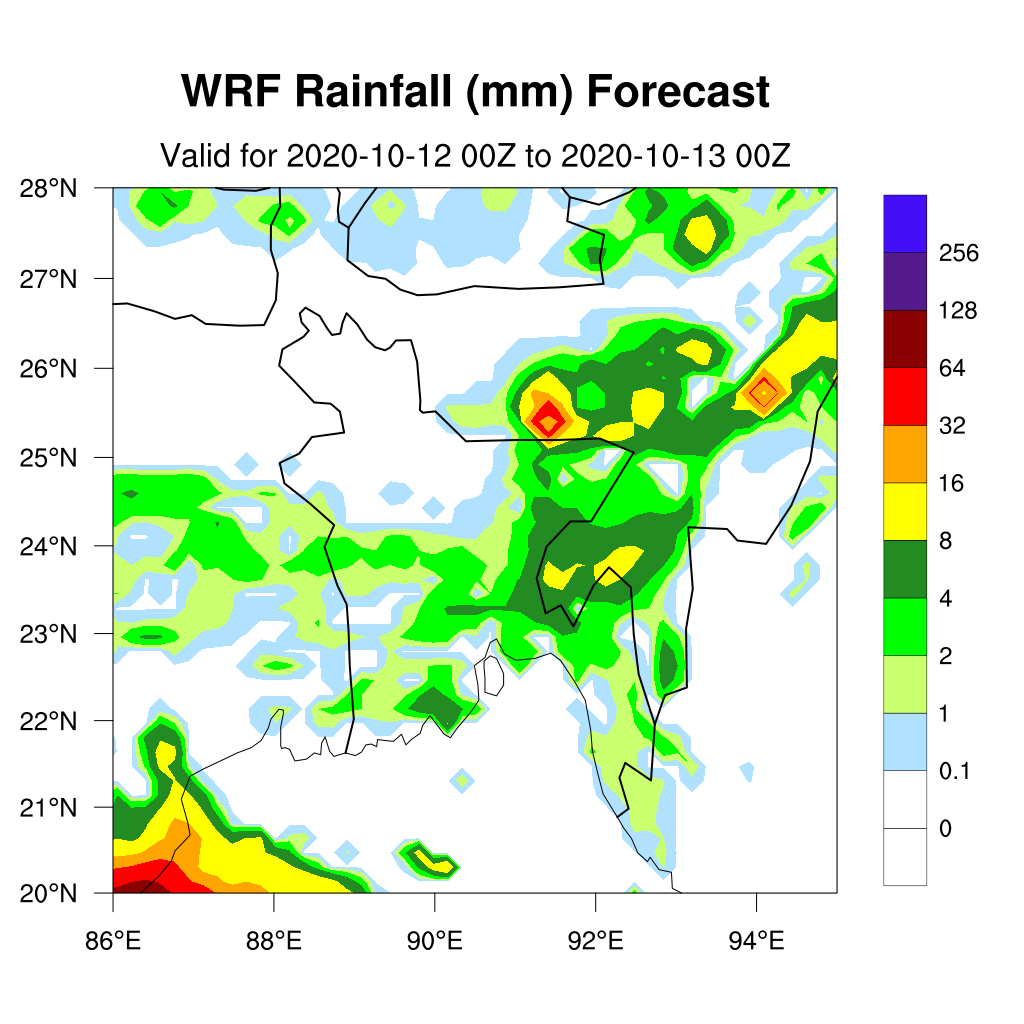 WRF Rainfall (mm) Forecast
Valid for 2020-10-12 00Z to 2020-10-13 00Z
28°N
27°N
26°N
25°N
24°N
23°N
22°N
21°N
20°N
86°E
88°E
90°E
92°E
94°E
256
128
64
32
16
8
4
2
1
0.1
0